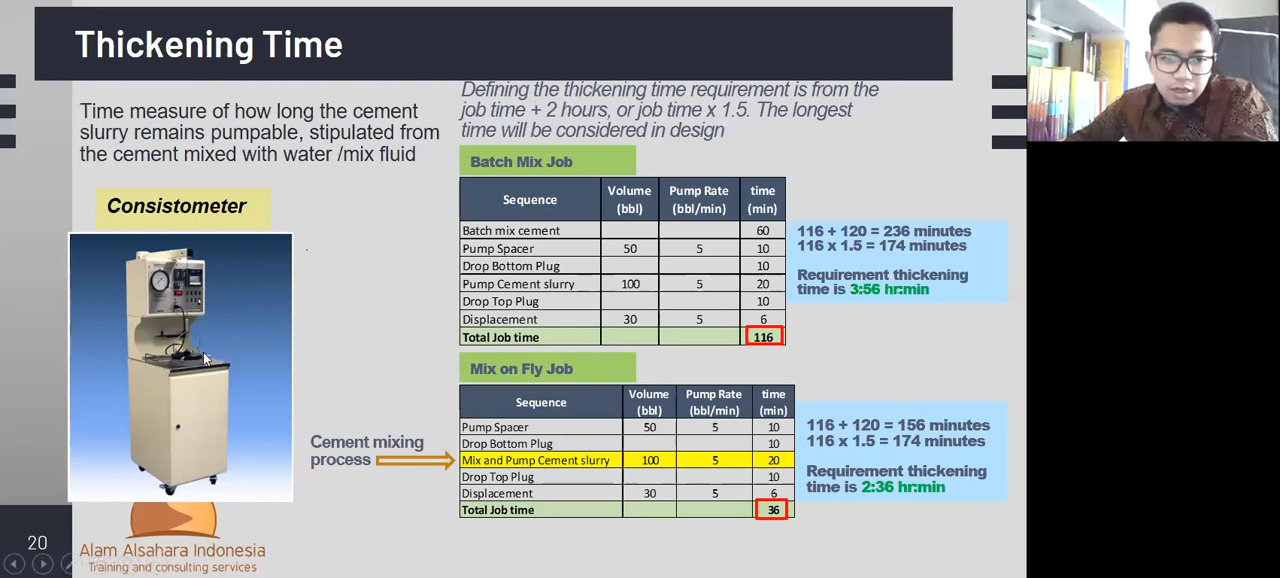 Thickening Time
Time measure of how long the cement
slurry remains pumpable, stipulated from
the cement mixed with water /mix fluid
Consistometer
Defining the thickening time requirement is from the
job time + 2 hours, or job time x 1.5. The longest
time will be considered in design
Batch Mix Job
Sequence Volume (bbl) Pump Rate (bbl/min) time (min)
Batch mix cement 60
Pump Spacer 50 5 10
Drop Bottom Plug 10
Pump Cement slurry 100 5 20
Drop Top Plug 10
Displacement 30 5 6
Total Job time 116
116 + 120 = 236 minutes
116 x 1.5 = 174 minutes
Requirement thickening
time is 3:56 hr:min
Mix on Fly Job
Cement mixing
process
Sequence Volume (bbl) Pump Rate (bbl/min) time (min)
Pump Spacer 50 5 10
Drop Bottom Plug 10
Mix and Pump Cement slurry 100 5 20
Drop Top Plug 10
Displacement 30 5 6
Total Job time 36
116 + 120 = 156 minutes
116 x 1.5 = 174 minutes
Requirement thickening
time is 2:36 hr:min
20
Alam Alsahara Indonesia
Training and consulting services